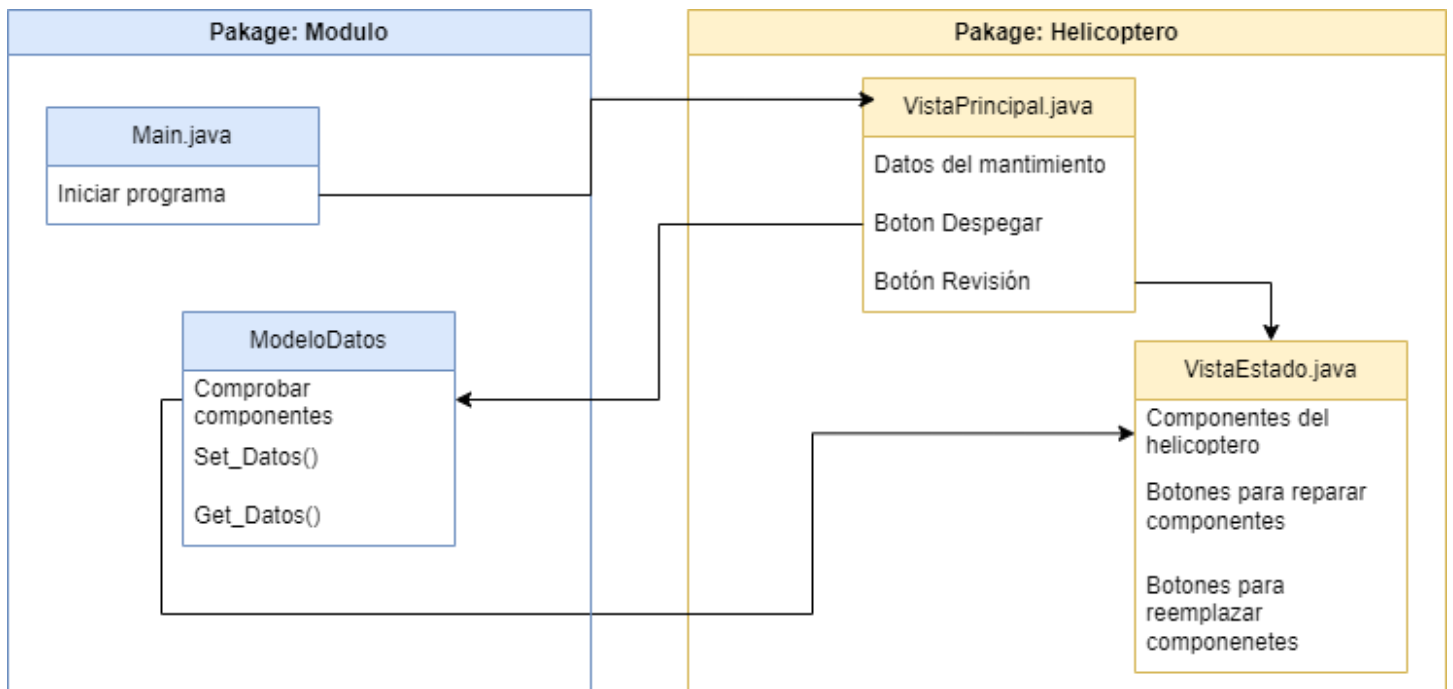 Pakage: Modulo
Main.java
Iniciar programa
ModeloDatos
Comprobar
componentes
Set_Datos()
Get_Datos()
Pakage: Helicoptero
VistaPrincipal.java
Datos del mantimiento
Boton Despegar
Botón Revisión
VistaEstado.java
Componentes del
helicoptero
Botones para reparar
componentes
Botones para
reemplazar
componenetes